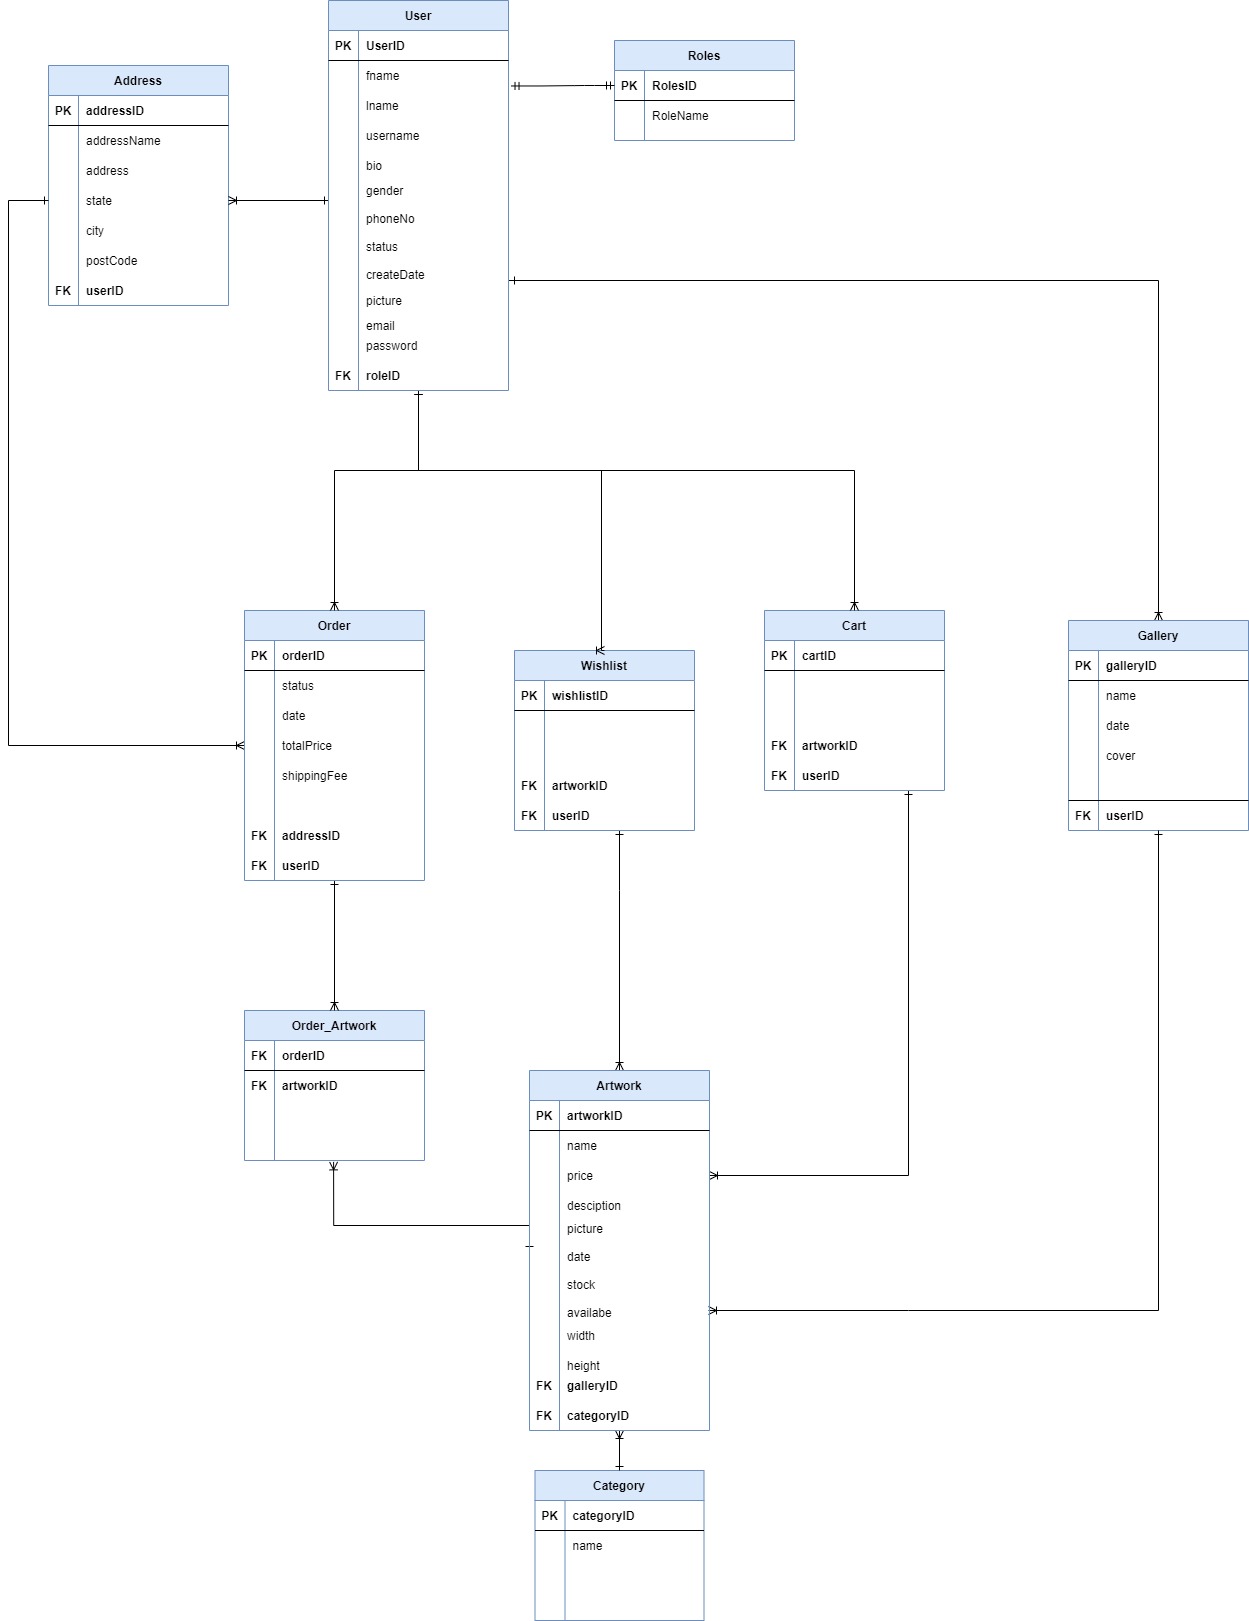 User
PK UserID
fname
lname
username
bio
gender
phoneNo
status
createDate
picture
email
password
FK roleID
Roles
PK RolesID
RoleName
Address
PK addressID
addressName
address
state
city
postCode
FK userID
Order
PK orderID
status
date
totalPrice
shippingFee
FK addressID
FK userID
Wishlist
PK wishlistID
FK artworkID
FK userID
Cart
PK cartID
FK artworkID
FK userID
Gallery
PK galleryID
name
date
cover
FK userID
Order_Artwork
FK orderID
FK artworkID
Artwork
PK artworkID
name
price
desciption
picture
date
stock
availabe
width
height
FK galleryID
FK categoryID
Category
PK categoryID
name